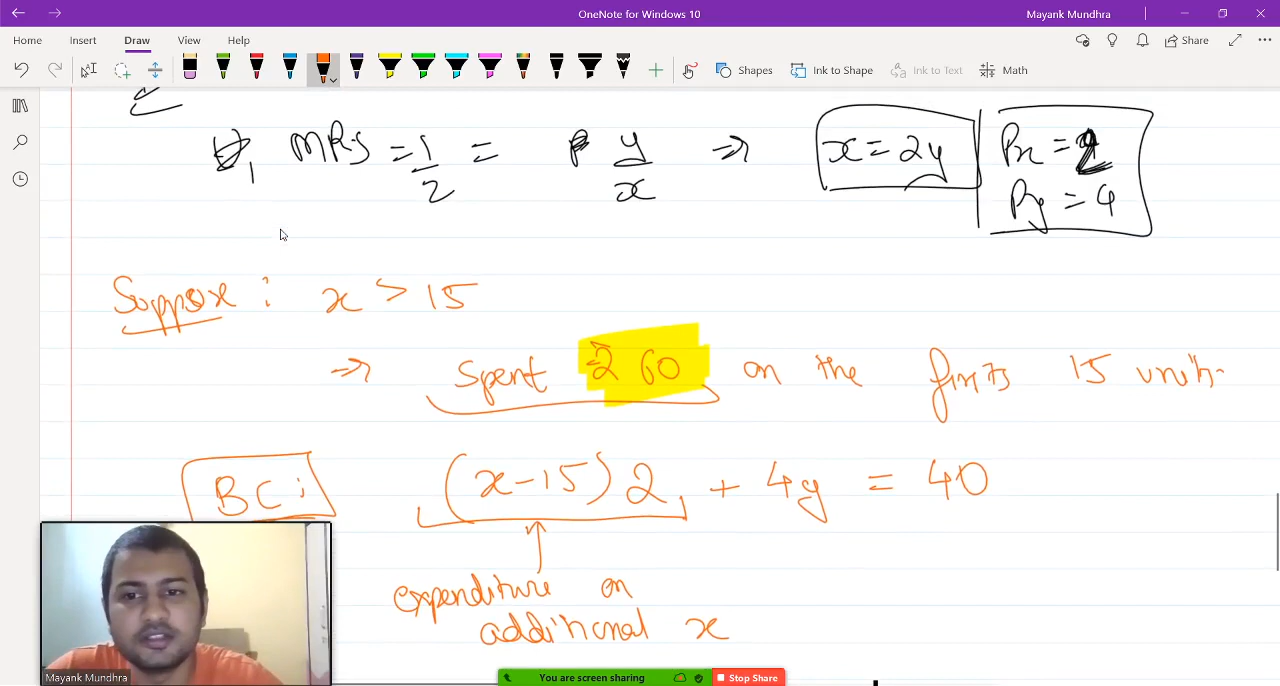 OneNote for Windows 10
Mayank Mundhra
Home Insert Draw View Help
Share
Shapes Ink to Shape Ink to Text Math
MRS = 1/2 = y/x ⇒ x = 2y
Px =
Py = 4
Suppose : x > 15
⇒ Spent 60 on the firsts 15 units.
BC: (x-15)2 + 4y = 40
expenditure on
additional x
Mayank Mundhra
You are screen sharing Stop Share